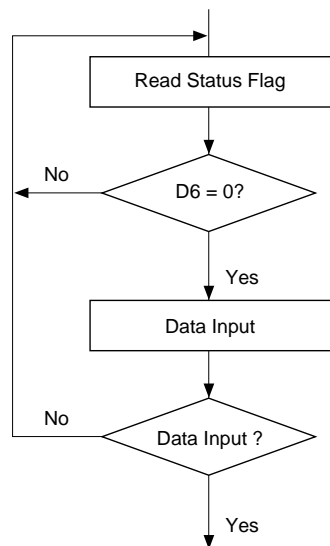 Read Status Flag
No
D6 = 0?
Yes
Data Input
No
Data Input ?
Yes